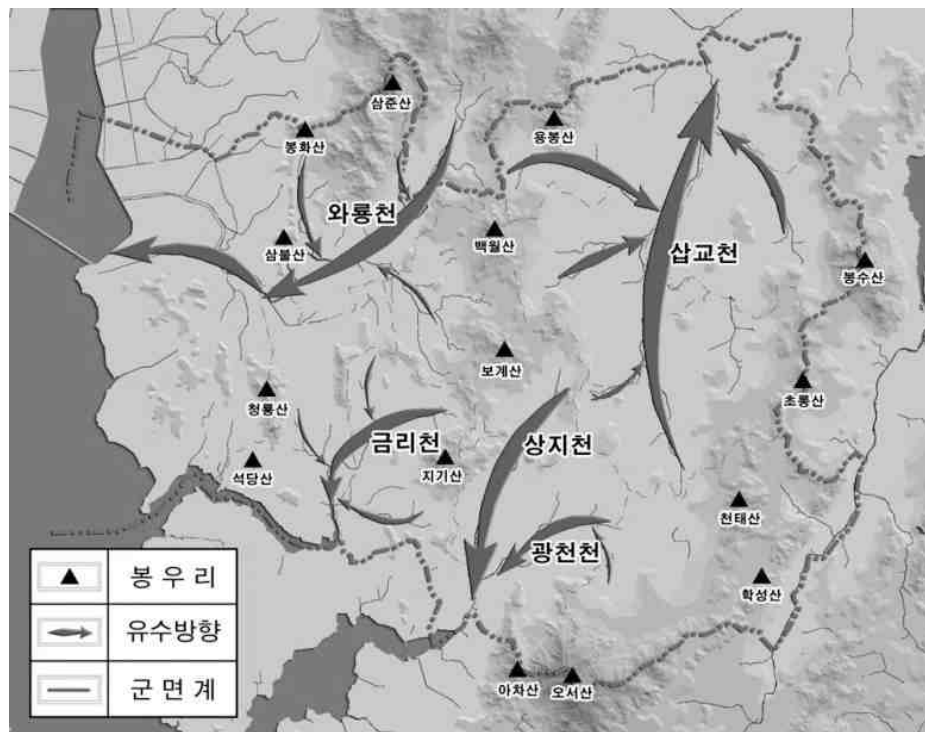 삼준산
용봉산
봉화산
와룡천
백월산
삽교천
삼불산
봉수산
보계산
초롱산
청룡산
금리천
상지천
지기산
석당산
천태산
광천천
학성산
아차산
오서산
봉 우 리
유수방향
군 면 계